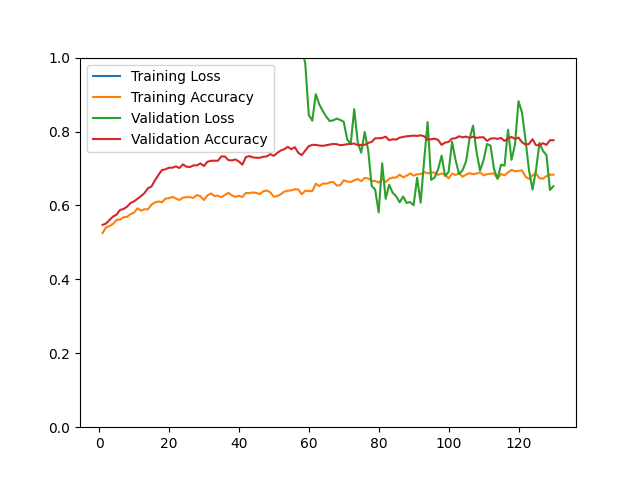 Training Loss
Training Accuracy
Validation Loss
Validation Accuracy
1.0
0.8
0.6
0.4
0.2
0.0
0 20 40 60 80 100 120